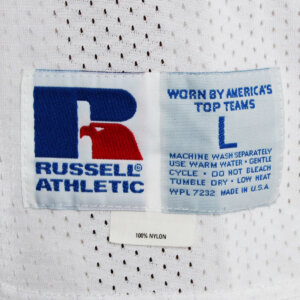 RUSSELL®
ATHLETIC
WORN BY AMERICA'S
TOP TEAMS
L
MACHINE WASH SEPARATELY
USE WARM WATER · GENTLE
CYCLE · DO NOT BLEACH
TUMBLE DRY · LOW HEAT
WPL 7232 MADE IN U.S.A.
100% NYLON